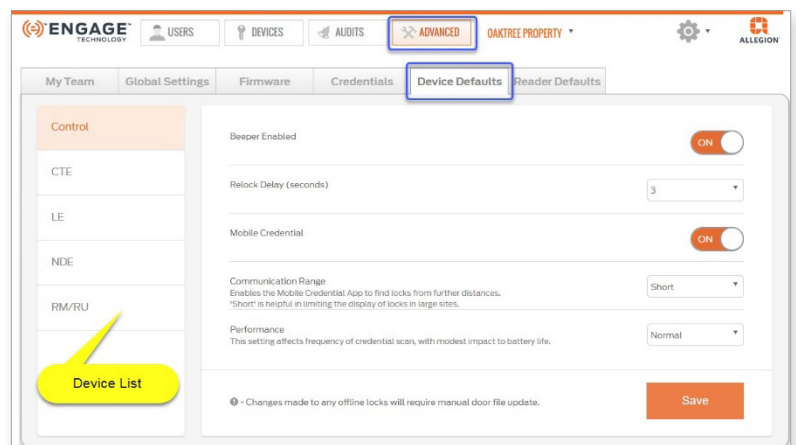 ENGAGE™
TECHNOLOGY
USERS
DEVICES
AUDITS
ADVANCED
OAKTREE PROPERTY
ALLEGION
My Team
Global Settings
Firmware
Credentials
Device Defaults
Reader Defaults
Control
CTE
LE
NDE
RM/RU
Device List
Beeper Enabled
ON
Relock Delay (seconds)
3
Mobile Credential
ON
Communication Range
Enables the Mobile Credential App to find locks from further distances.
'Short' is helpful in limiting the display of locks in large sites.
Short
Performance
This setting affects frequency of credential scan, with modest impact to battery life.
Normal
- Changes made to any offline locks will require manual door file update.
Save